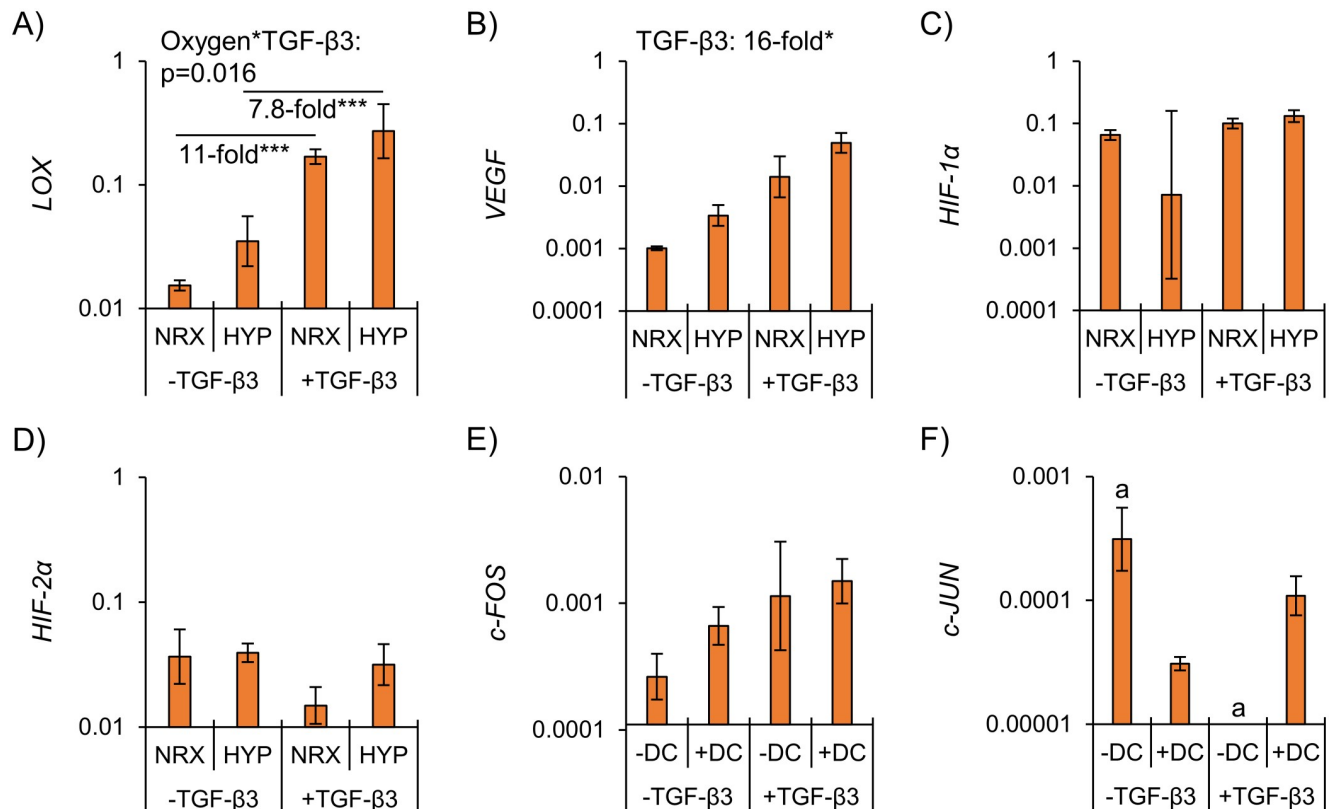 A)
Oxygen*TGF-β3:
p=0.016
7.8-fold***
11-fold***
LOX
1
0.1
0.01
NRX HYP NRX HYP
-TGF-β3 +TGF-β3
B)
TGF-β3: 16-fold*
VEGF
1
0.1
0.01
0.001
0.0001
NRX HYP NRX HYP
-TGF-β3 +TGF-β3
C)
HIF-1α
1
0.1
0.01
0.001
0.0001
NRX HYP NRX HYP
-TGF-β3 +TGF-β3
D)
HIF-2α
1
0.1
0.01
NRX HYP NRX HYP
-TGF-β3 +TGF-β3
E)
c-FOS
0.01
0.001
0.0001
-DC +DC -DC +DC
-TGF-β3 +TGF-β3
F)
c-JUN
0.001
0.0001
0.00001
a
a
-DC +DC -DC +DC
-TGF-β3 +TGF-β3